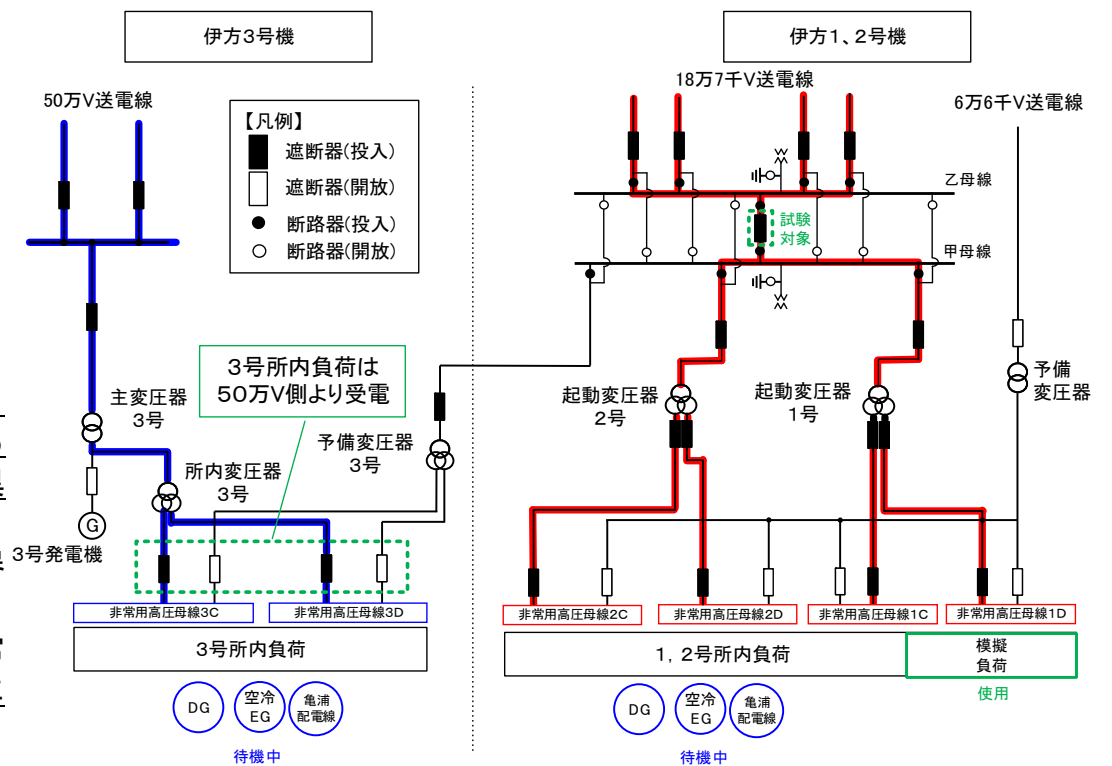 伊方3号機
伊方1、2号機
50万V送電線
【凡例】
遮断器(投入)
遮断器(開放)
断路器(投入)
断路器(開放)
18万7千V送電線
6万6千V送電線
乙母線
試験
対象
甲母線
3号所内負荷は
50万V側より受電
主変圧器
3号
所内変圧器
3号
予備変圧器
3号
起動変圧器
2号
起動変圧器
1号
予備
変圧器
G
3号発電機
非常用高圧母線3C
非常用高圧母線3D
非常用高圧母線2C
非常用高圧母線2D
非常用高圧母線1C
非常用高圧母線1D
3号所内負荷
1, 2号所内負荷
模擬
負荷
使用
DG
空冷
EG
亀浦
配電線
待機中
DG
空冷
EG
亀浦
配電線
待機中